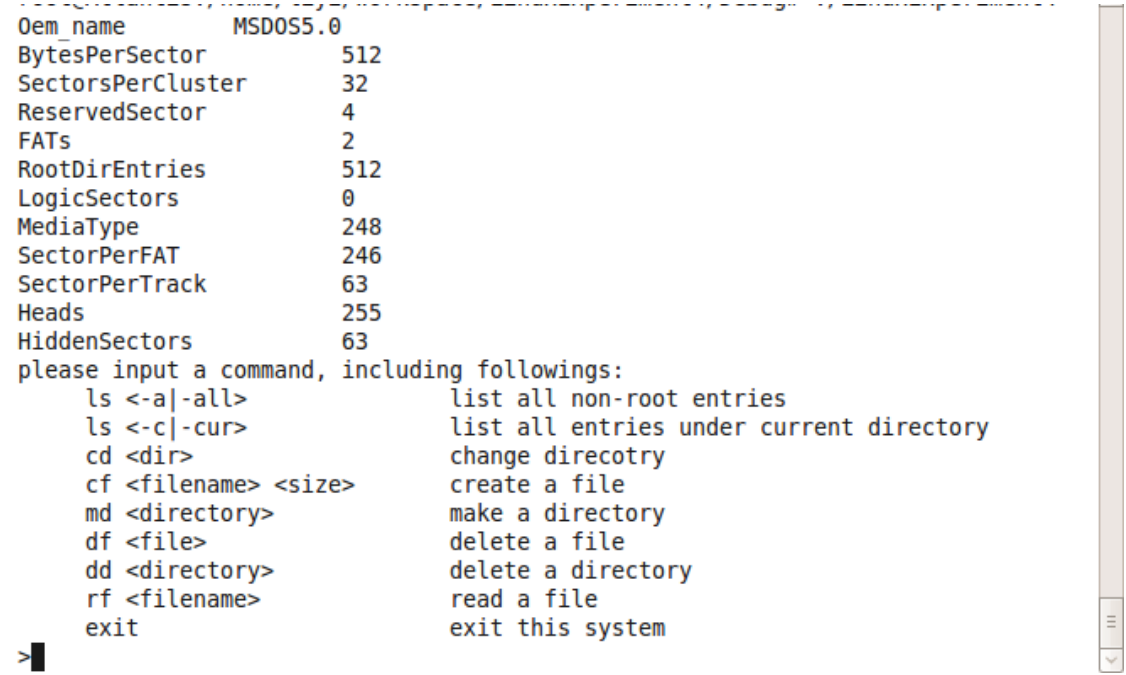 Oem_name MSDOS5.0
BytesPerSector 512
SectorsPerCluster 32
ReservedSector 4
FATs 2
RootDirEntries 512
LogicSectors 0
MediaType 248
SectorPerFAT 246
SectorPerTrack 63
Heads 255
HiddenSectors 63
please input a command, including followings:
ls <-a|-all> list all non-root entries
ls <-c|-cur> list all entries under current directory
cd <dir> change direcotry
cf <filename> <size> create a file
md <directory> make a directory
df <file> delete a file
dd <directory> delete a directory
rf <filename> read a file
exit exit this system
>